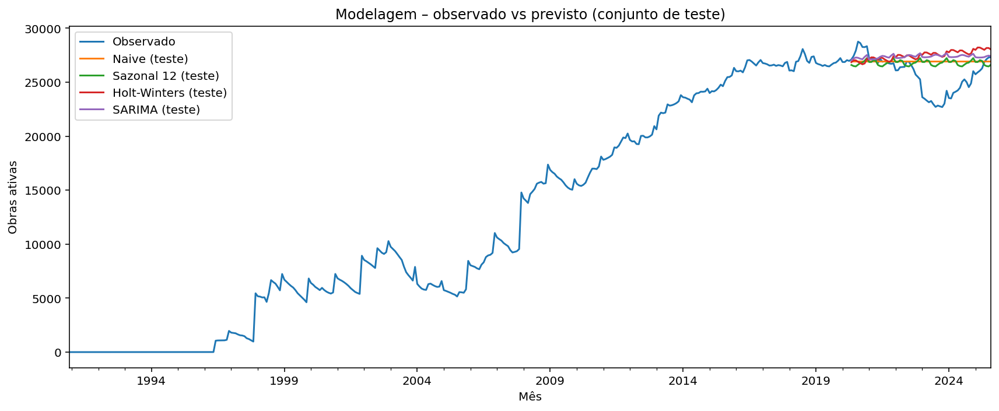 Modelagem – observado vs previsto (conjunto de teste)
30000
25000
20000
15000
10000
5000
0
Obras ativas
Observado
Naive (teste)
Sazonal 12 (teste)
Holt-Winters (teste)
SARIMA (teste)
1994
1999
2004
2009
2014
2019
2024
Mês